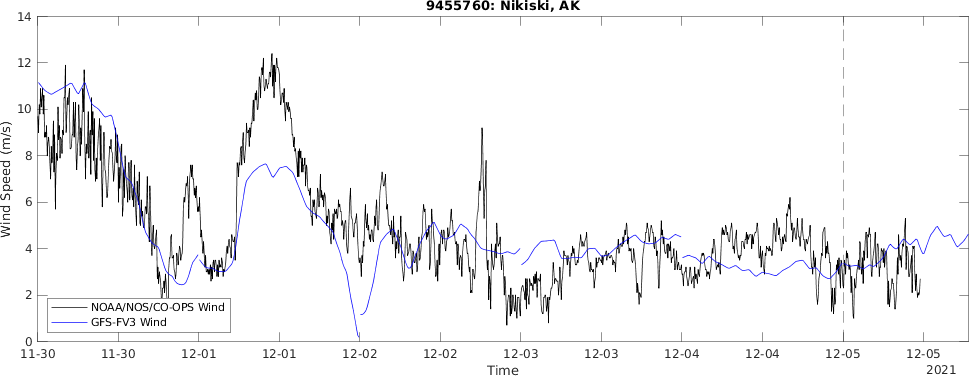 9455760: Nikiski, AK
Wind Speed (m/s)
14
12
10
8
6
4
2
0
NOAA/NOS/CO-OPS Wind
GFS-FV3 Wind
11-30 11-30 12-01 12-01 12-02 12-02 12-03 12-03 12-04 12-04 12-05 12-05
Time
2021